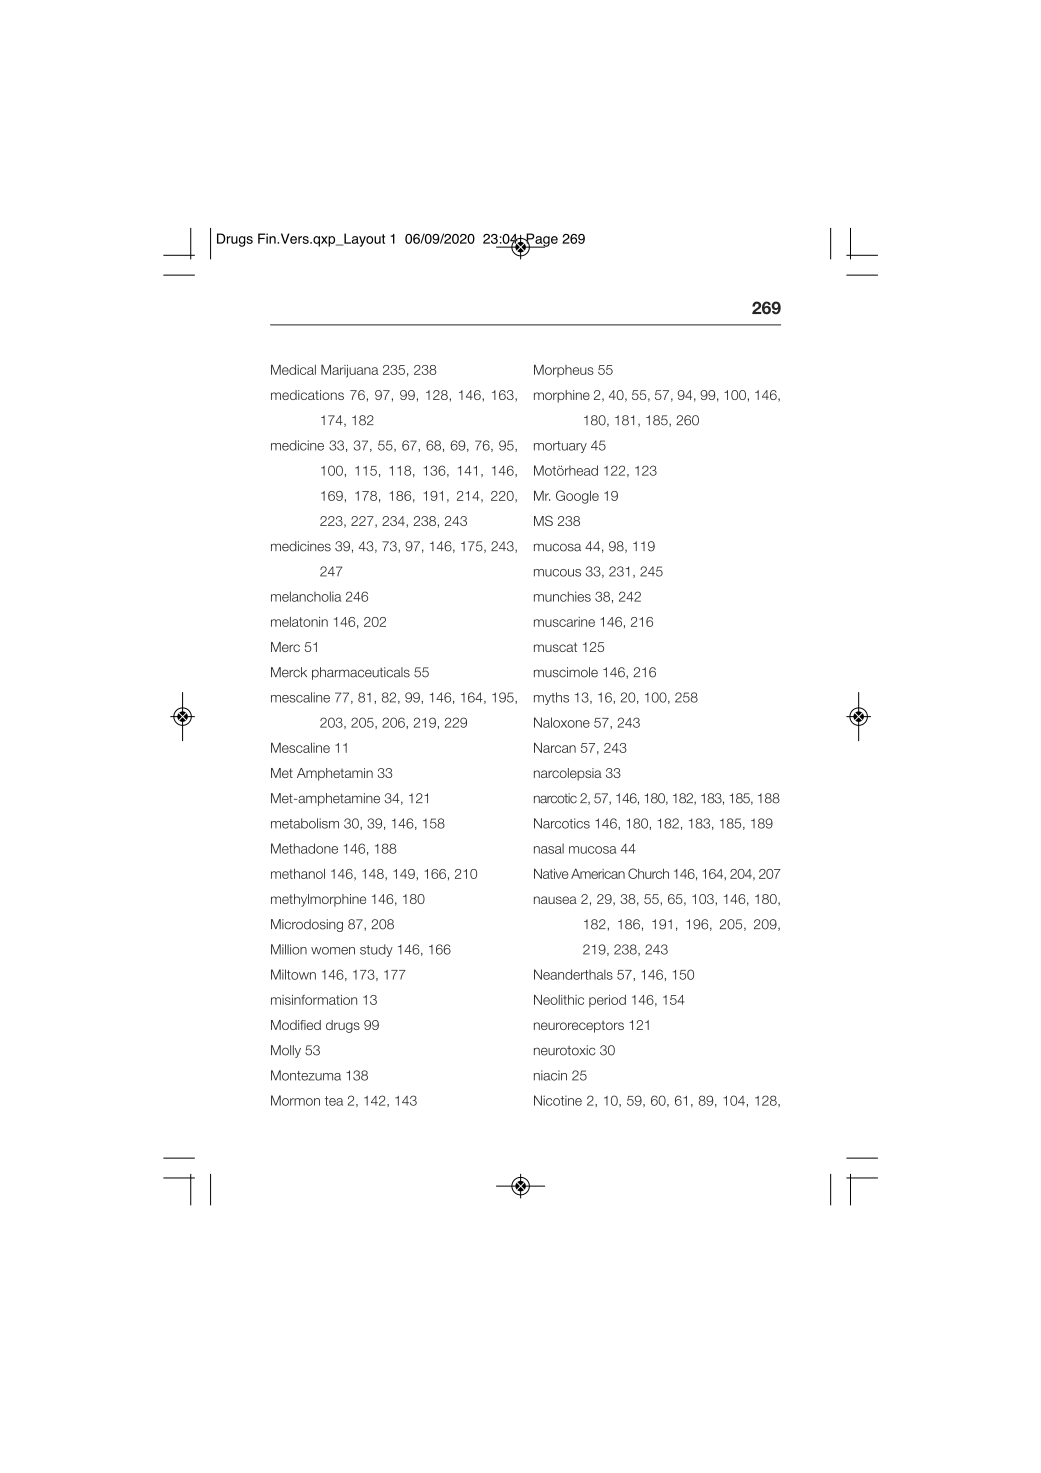 Drugs Fin.Vers.qxp_Layout 1 06/09/2020 23:04 Page 269
269
Medical Marijuana 235, 238
medications 76, 97, 99, 128, 146, 163,
174, 182
medicine 33, 37, 55, 67, 68, 69, 76, 95,
100, 115, 118, 136, 141, 146,
169, 178, 186, 191, 214, 220,
223, 227, 234, 238, 243
medicines 39, 43, 73, 97, 146, 175, 243,
247
melancholia 246
melatonin 146, 202
Merc 51
Merck pharmaceuticals 55
mescaline 77, 81, 82, 99, 146, 164, 195,
203, 205, 206, 219, 229
Mescaline 11
Met Amphetamin 33
Met-amphetamine 34, 121
metabolism 30, 39, 146, 158
Methadone 146, 188
methanol 146, 148, 149, 166, 210
methylmorphine 146, 180
Microdosing 87, 208
Million women study 146, 166
Miltown 146, 173, 177
misinformation 13
Modified drugs 99
Molly 53
Montezuma 138
Mormon tea 2, 142, 143
Morpheus 55
morphine 2, 40, 55, 57, 94, 99, 100, 146,
180, 181, 185, 260
mortuary 45
Motörhead 122, 123
Mr. Google 19
MS 238
mucosa 44, 98, 119
mucous 33, 231, 245
munchies 38, 242
muscarine 146, 216
muscat 125
muscimole 146, 216
myths 13, 16, 20, 100, 258
Naloxone 57, 243
Narcan 57, 243
narcolepsia 33
narcotic 2, 57, 146, 180, 182, 183, 185, 188
Narcotics 146, 180, 182, 183, 185, 189
nasal mucosa 44
Native American Church 146, 164, 204, 207
nausea 2, 29, 38, 55, 65, 103, 146, 180,
182, 186, 191, 196, 205, 209,
219, 238, 243
Neanderthals 57, 146, 150
Neolithic period 146, 154
neuroreceptors 121
neurotoxic 30
niacin 25
Nicotine 2, 10, 59, 60, 61, 89, 104, 128,